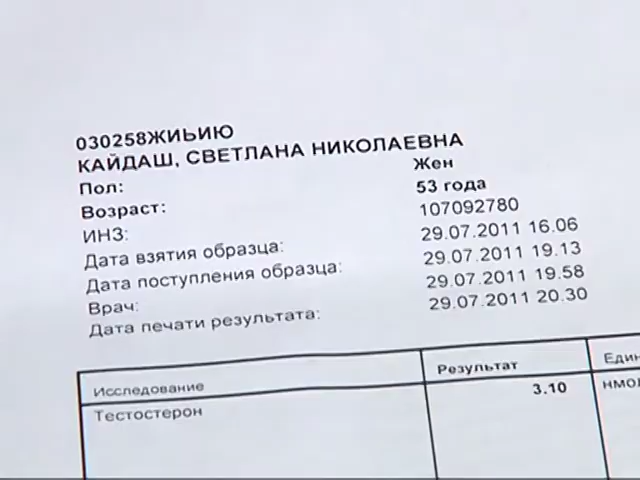 030258ЖИЬИЮ
КАЙДАШ, СВЕТЛАНА НИКОЛАЕВНА
Пол: Жен
Возраст: 53 года
ИНЗ: 107092780
Дата взятия образца: 29.07.2011 16.06
Дата поступления образца: 29.07.2011 19.13
Врач: 29.07.2011 19.58
Дата печати результата: 29.07.2011 20.30
Исследование Результат Един
Тестостерон 3.10 нмол